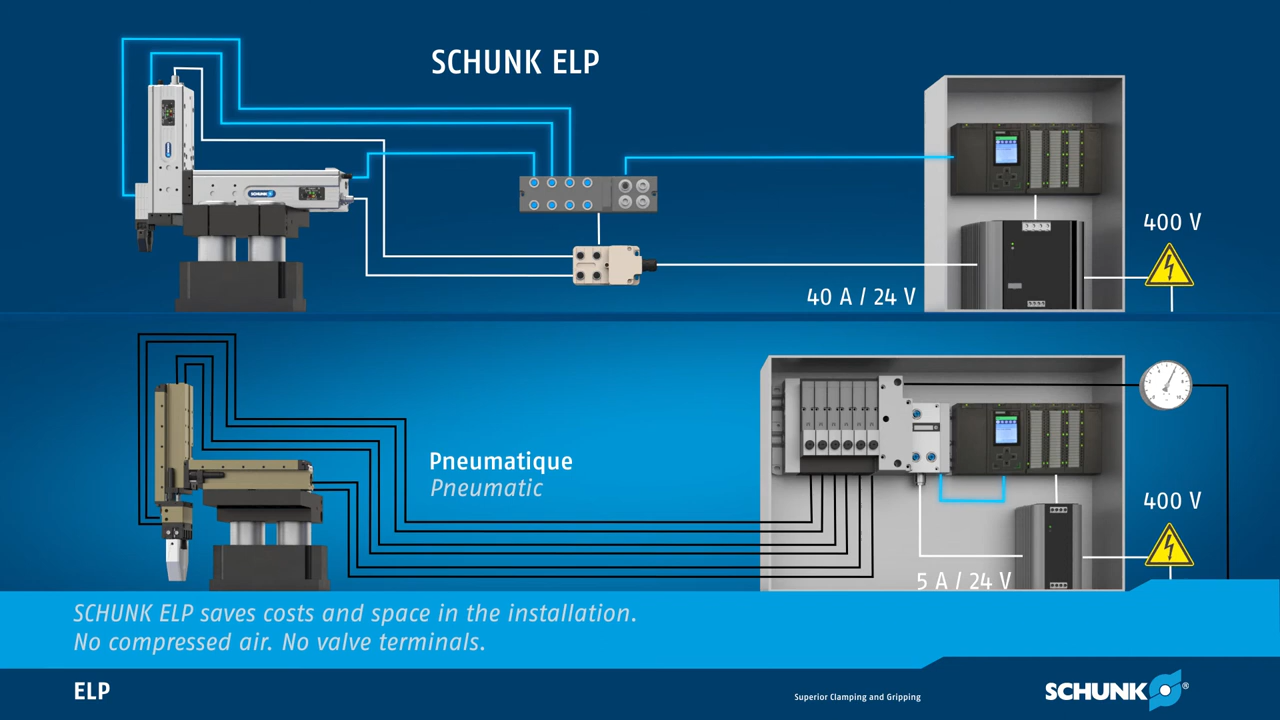 SCHUNK ELP
SCHUNK
400 V
40 A / 24 V
Pneumatique
Pneumatic
400 V
5 A / 24 V
SCHUNK ELP saves costs and space in the installation.
No compressed air. No valve terminals.
ELP
Superior Clamping and Gripping
SCHUNK®